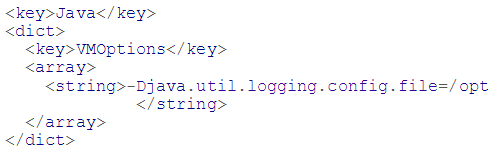 <key>Java</key>
<dict>
  <key>VMOptions</key>
  <array>
    <string>-Djava.util.logging.config.file=/opt
            </string>
  </array>
</dict>